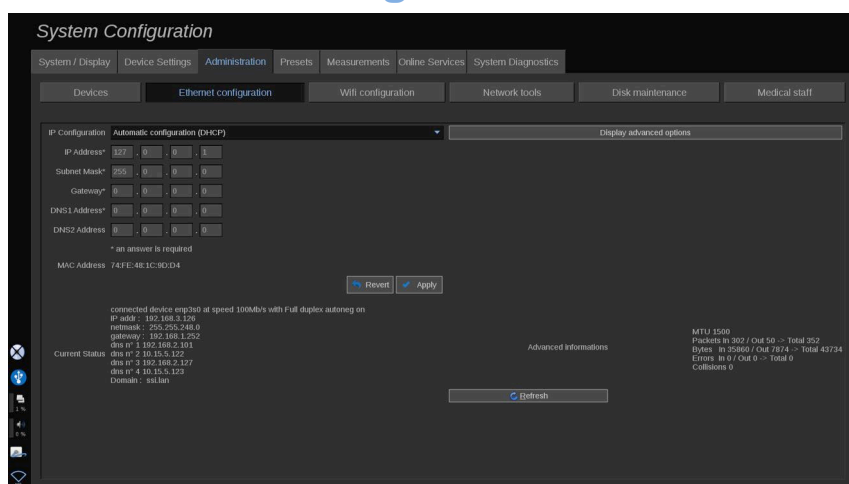 System Configuration
System / Display Device Settings Administration Presets Measurements Online Services System Diagnostics
Devices Ethernet configuration Wifi configuration Network tools Disk maintenance Medical staff
IP Configuration Automatic configuration (DHCP) Display advanced options
IP Address* 127 . 0 . 0 . 1
Subnet Mask* 255 . 0 . 0 . 0
Gateway* 0 . 0 . 0 . 0
DNS1 Address* 0 . 0 . 0 . 0
DNS2 Address 0 . 0 . 0 . 0
* an answer is required
MAC Address 74:FE:48:1C:9D:D4
Revert Apply
Current Status
connected device enp3s0 at speed 100Mb/s with Full duplex autoneg on
IP addr : 192.168.3.126
netmask : 255.255.248.0
gateway : 192.168.1.252
dns n° 1 192.168.2.101
dns n° 2 10.15.5.122
dns n° 3 192.168.2.127
dns n° 4 10.15.5.123
Domain : ssi.lan
Advanced Informations
MTU 1500
Packets In 302 / Out 50 -> Total 352
Bytes In 35860 / Out 7874 -> Total 43734
Errors In 0 / Out 0 -> Total 0
Collisions 0
Refresh
1 %
0 %